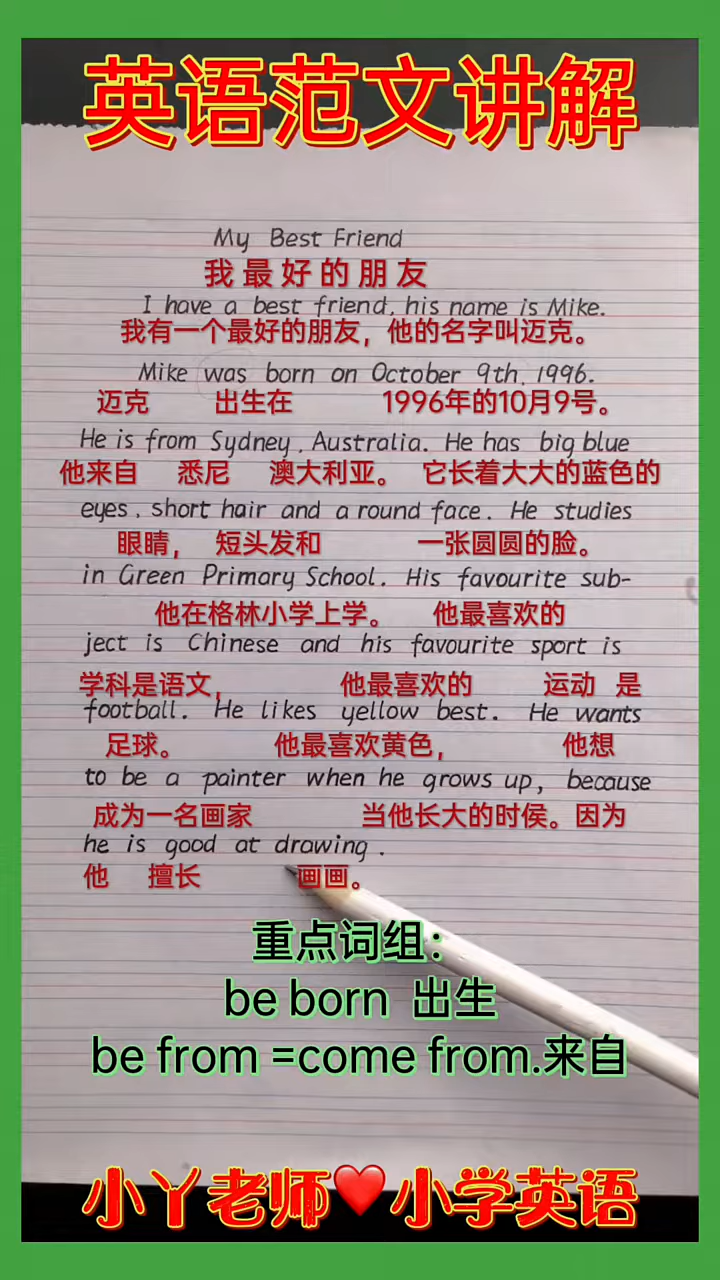 英语范文讲解
My Best Friend
我最好的朋友
I have a best friend, his name is Mike.
我有一个最好的朋友，他的名字叫迈克。
Mike was born on October 9th, 1996.
迈克 出生在 1996年的10月9号。
He is from Sydney, Australia. He has big blue
他来自 悉尼 澳大利亚。 它长着大大的蓝色的
eyes, short hair and a round face. He studies
眼睛， 短头发和 一张圆圆的脸。
in Green Primary School. His favourite sub-
他在格林小学上学。 他最喜欢的
ject is Chinese and his favourite sport is
学科是语文， 他最喜欢的 运动 是
football. He likes yellow best. He wants
足球。 他最喜欢黄色， 他想
to be a painter when he grows up, because
成为一名画家 当他长大的时侯。因为
he is good at drawing.
他 擅长 画画。
重点词组：
be born 出生
be from =come from.来自
小丫老师❤️小学英语